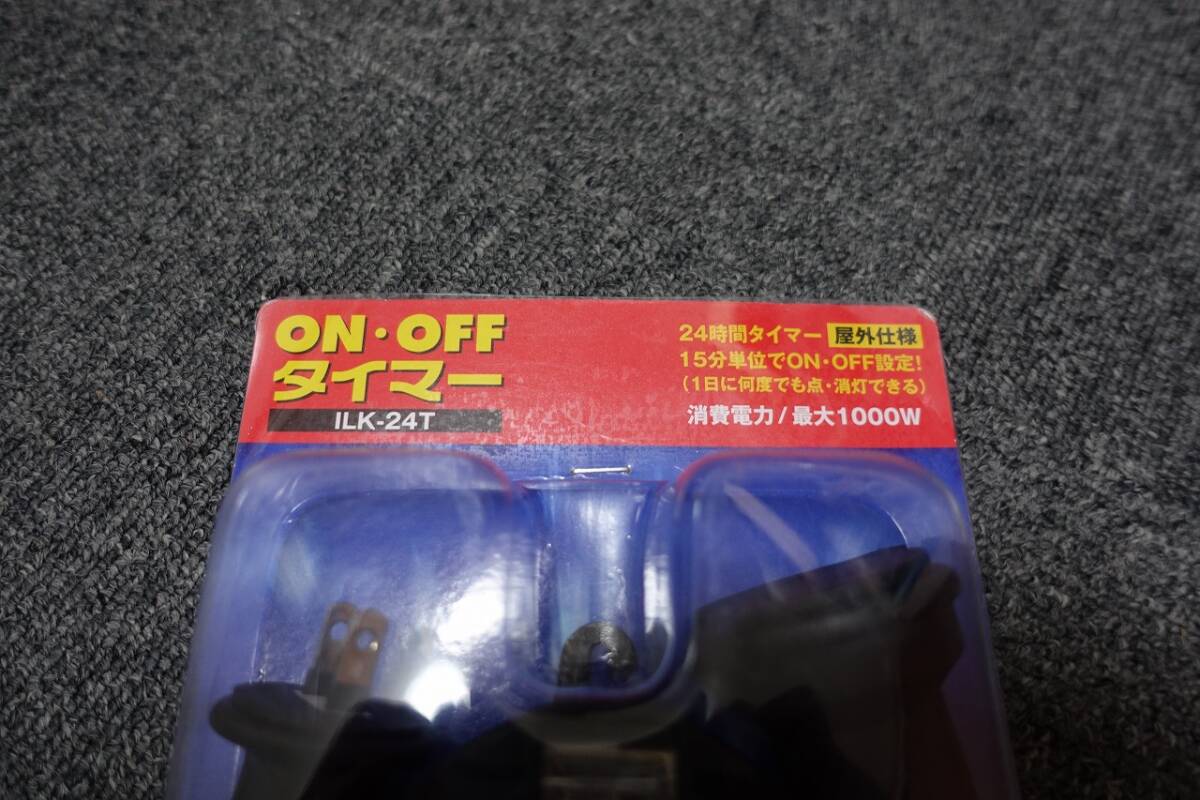 ON・OFF
タイマー
ILK-24T
24時間タイマー 屋外仕様
15分単位でON・OFF設定!
(1日に何度でも点・消灯できる)
消費電力/最大1000W